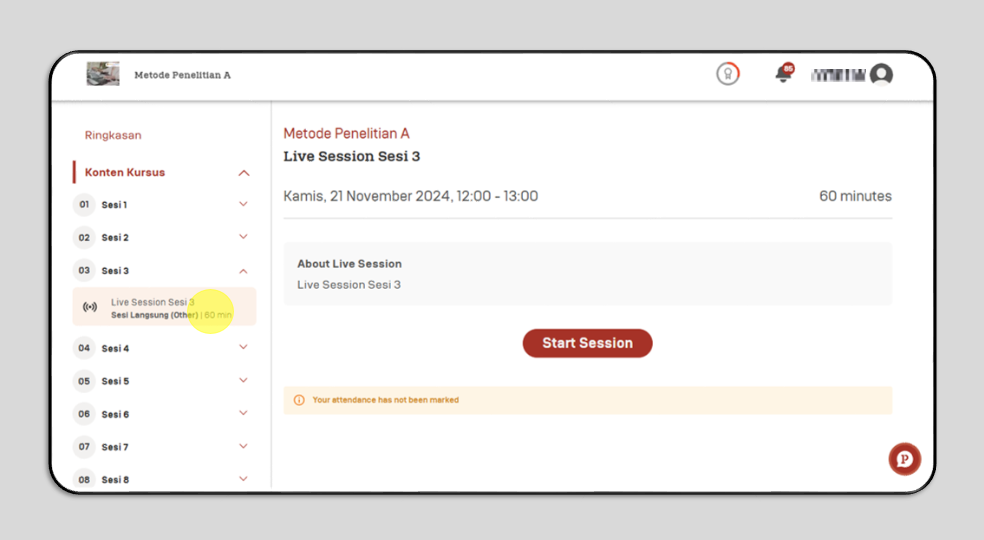 Metode Penelitian A
85
Ringkasan
Konten Kursus
01 Sesi 1
02 Sesi 2
03 Sesi 3
Live Session Sesi 3
Sesi Langsung (Other) | 60 min
04 Sesi 4
05 Sesi 5
06 Sesi 6
07 Sesi 7
08 Sesi 8
Metode Penelitian A
Live Session Sesi 3
Kamis, 21 November 2024, 12:00 - 13:00
60 minutes
About Live Session
Live Session Sesi 3
Start Session
Your attendance has not been marked
P